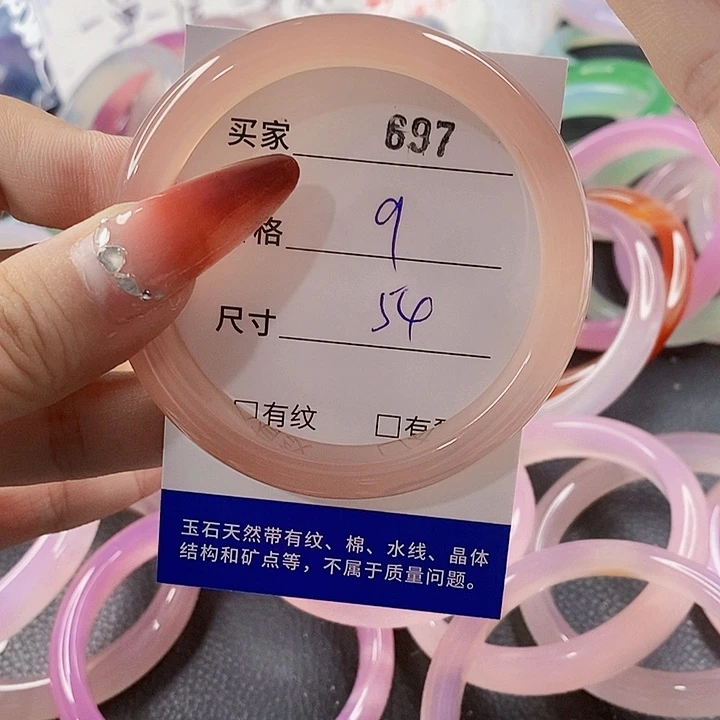 买家 697
格 9
尺寸 54
□有纹 □有
玉石天然带有纹、棉、水线、晶体
结构和矿点等，不属于质量问题。